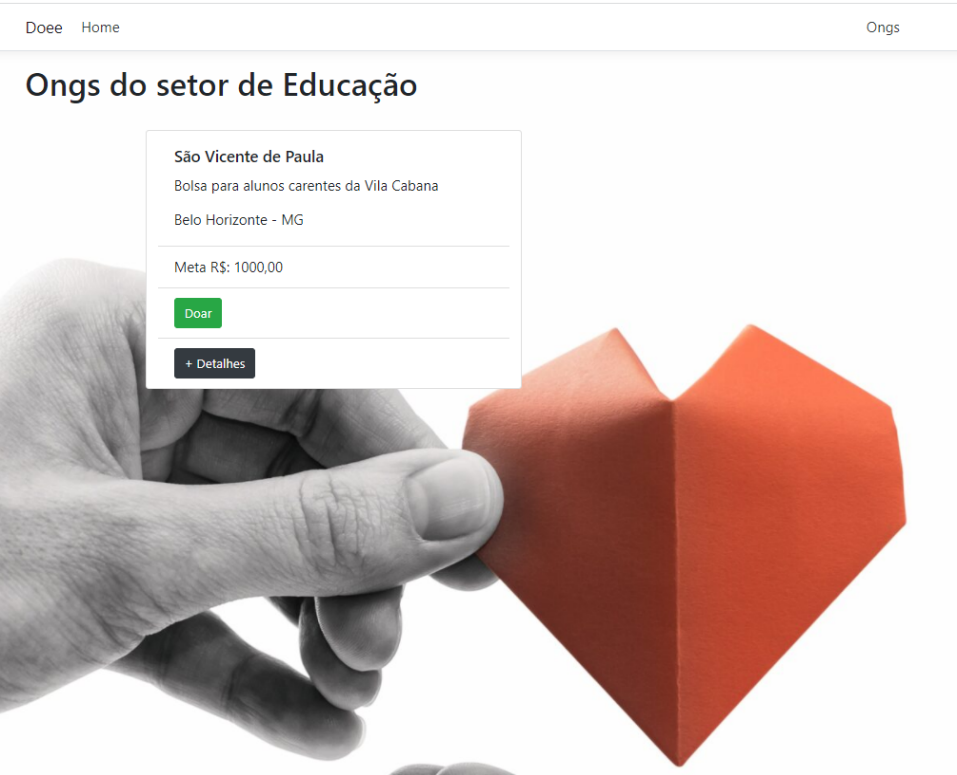 Doee Home Ongs
Ongs do setor de Educação
São Vicente de Paula
Bolsa para alunos carentes da Vila Cabana
Belo Horizonte - MG
Meta R$: 1000,00
Doar
+ Detalhes